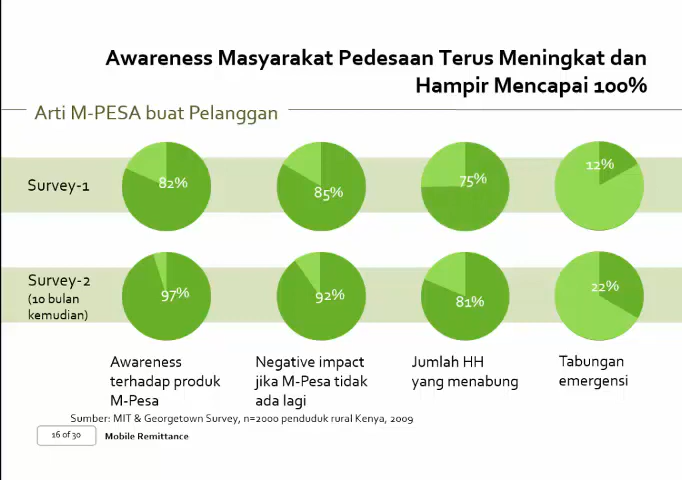 Awareness Masyarakat Pedesaan Terus Meningkat dan
Hampir Mencapai 100%
Arti M-PESA buat Pelanggan
Survey-1
82%
85%
75%
12%
Survey-2
(10 bulan
kemudian)
97%
92%
81%
22%
Awareness
terhadap produk
M-Pesa
Negative impact
jika M-Pesa tidak
ada lagi
Jumlah HH
yang menabung
Tabungan
emergensi
Sumber: MIT & Georgetown Survey, n=2000 penduduk rural Kenya, 2009
16 of 30
Mobile Remittance